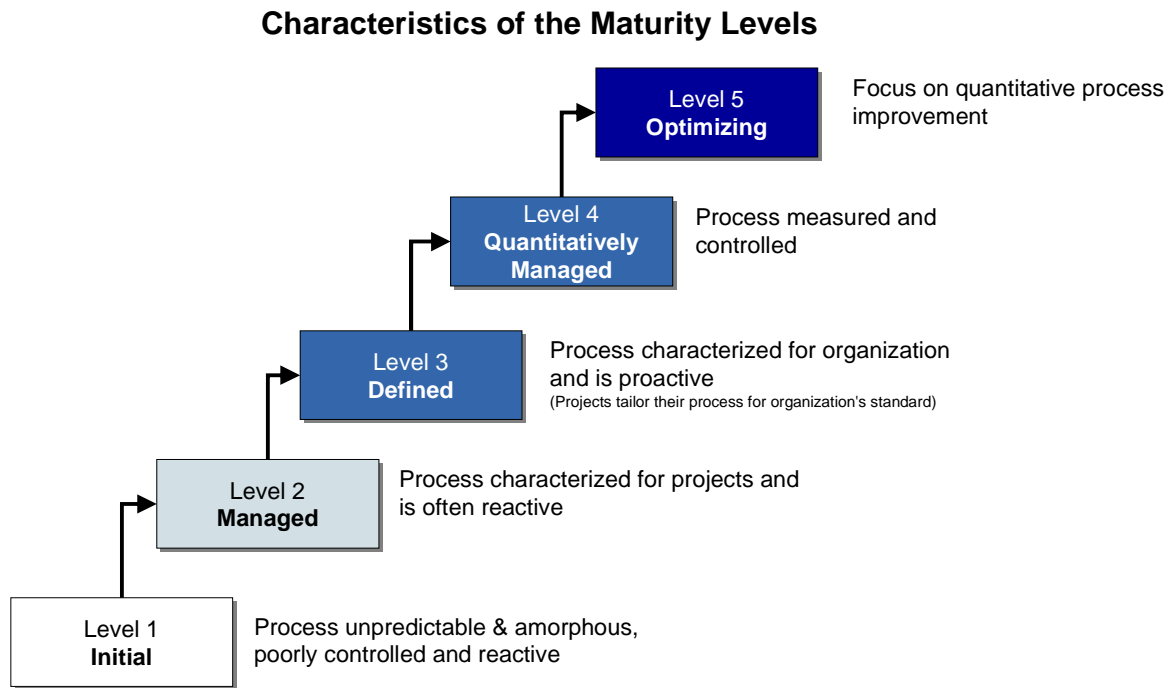 Characteristics of the Maturity Levels
Level 5
Optimizing
Focus on quantitative process
improvement
Level 4
Quantitatively
Managed
Process measured and
controlled
Level 3
Defined
Process characterized for organization
and is proactive
(Projects tailor their process for organization's standard)
Level 2
Managed
Process characterized for projects and
is often reactive
Level 1
Initial
Process unpredictable & amorphous,
poorly controlled and reactive